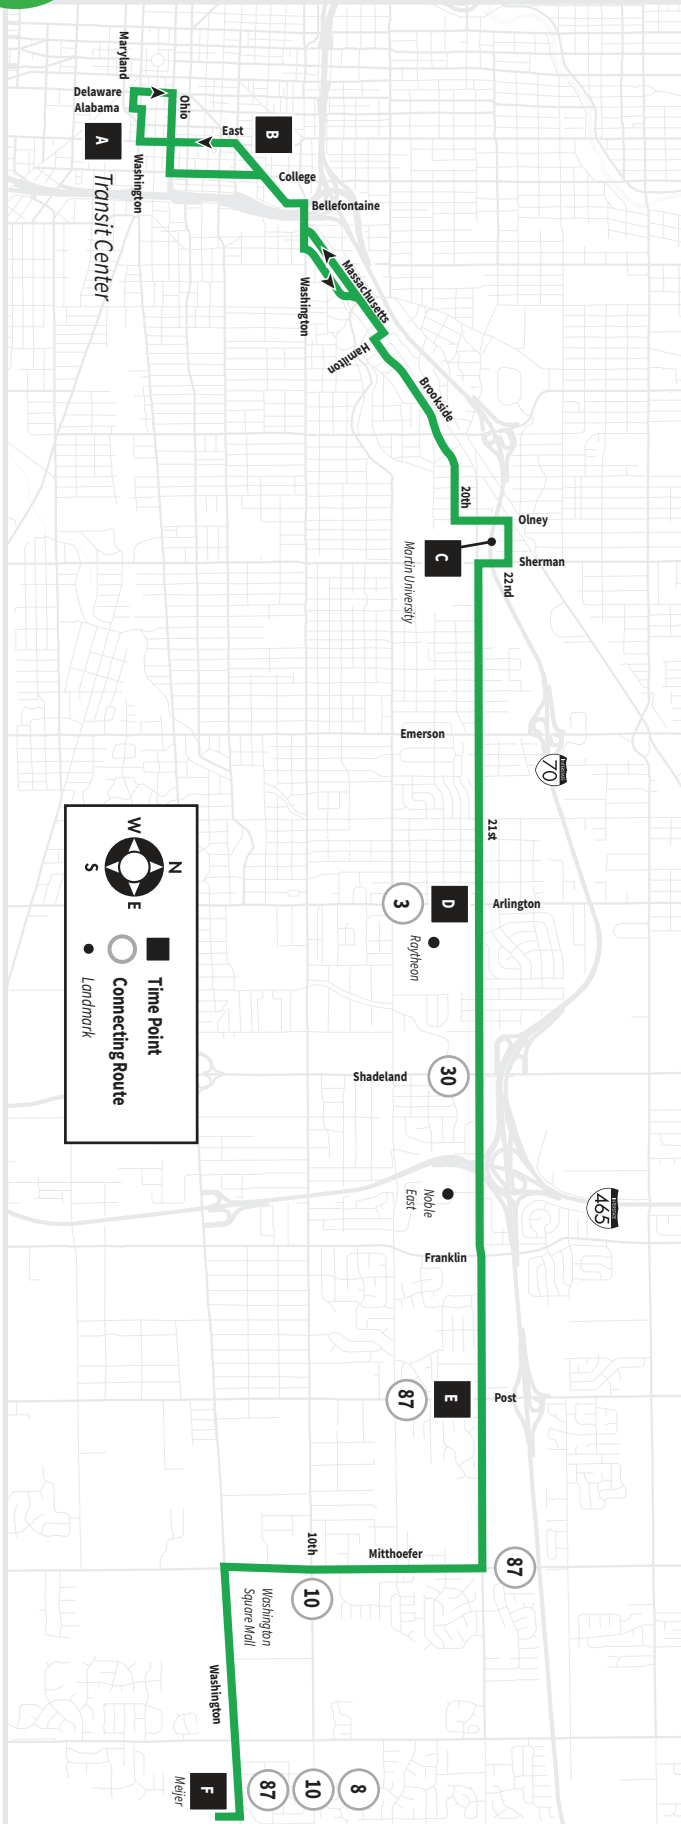 Maryland
Delaware
Alabama
Ohio
A
Transit Center
Washington
East
B
College
Bellefontaine
Massachusetts
Washington
Hamilton
Brookside
20th
Olney
C
Martin University
Sherman
22nd
Emerson
70
21st
D
Arlington
3
Raytheon
W
N
S
E
Time Point
Connecting Route
Landmark
Shadeland
30
465
Noble
East
Franklin
E
Post
87
10th
Mitthoefer
87
10
Washington
Square Mall
Washington
F
Meijer
87
10
8